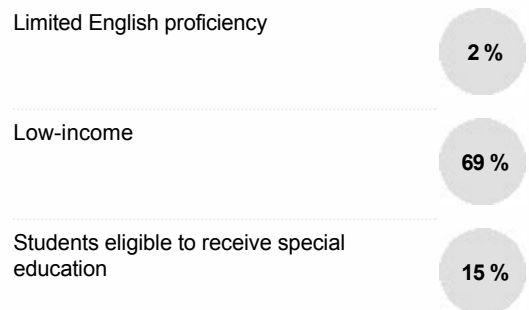 Limited English proficiency
2 %
Low-income
69 %
Students eligible to receive special
education
15 %